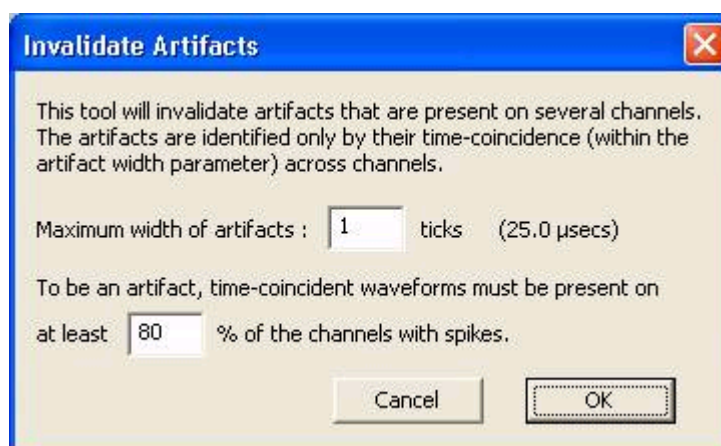 Invalidate Artifacts
This tool will invalidate artifacts that are present on several channels.
The artifacts are identified only by their time-coincidence (within the
artifact width parameter) across channels.
Maximum width of artifacts : 1 ticks (25.0 µsecs)
To be an artifact, time-coincident waveforms must be present on
at least 80 % of the channels with spikes.
Cancel OK